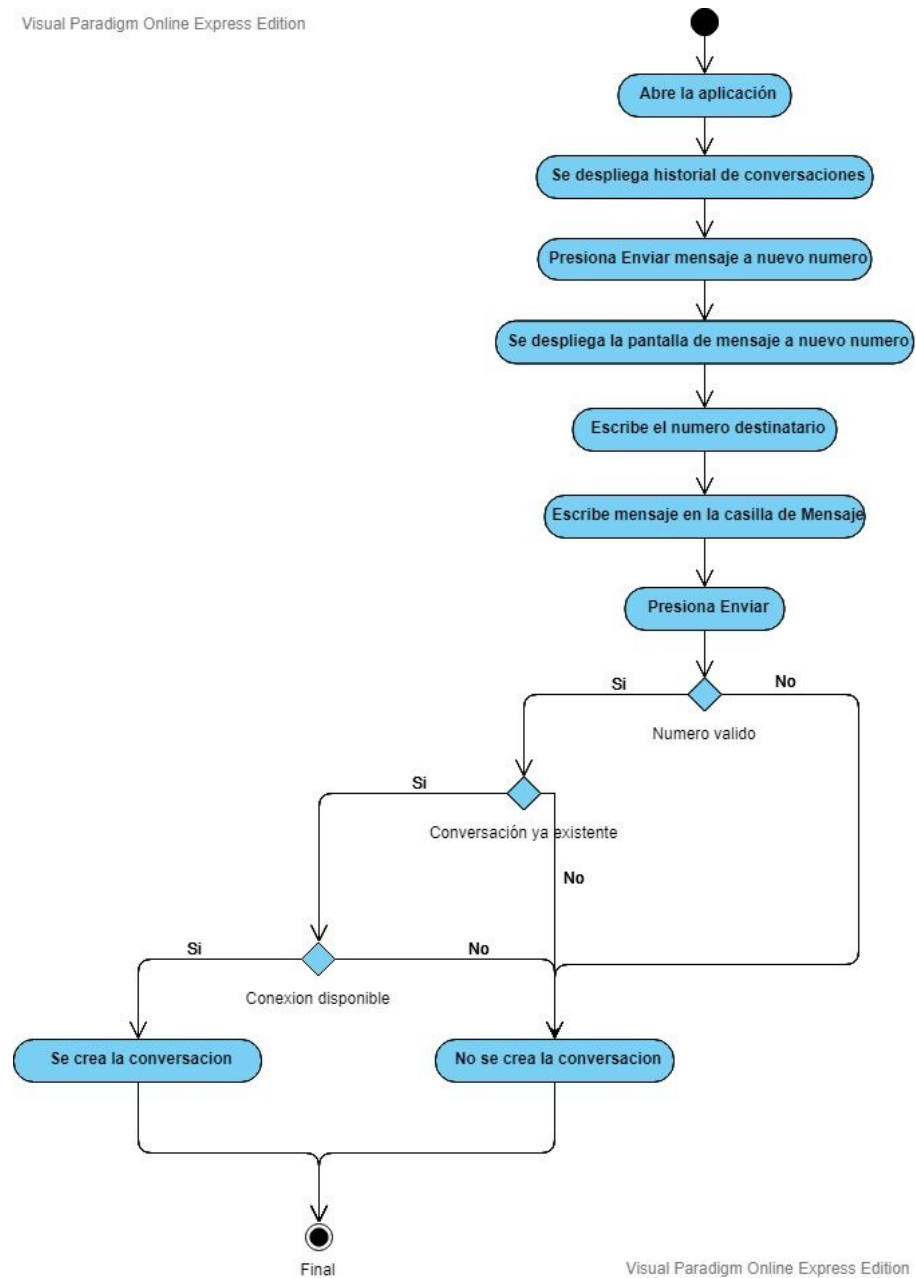 Visual Paradigm Online Express Edition
Abre la aplicación
Se despliega historial de conversaciones
Presiona Enviar mensaje a nuevo numero
Se despliega la pantalla de mensaje a nuevo numero
Escribe el numero destinatario
Escribe mensaje en la casilla de Mensaje
Presiona Enviar
Si
No
Numero valido
Si
Conversación ya existente
No
Si
No
Conexion disponible
Se crea la conversacion
No se crea la conversacion
Final
Visual Paradigm Online Express Edition